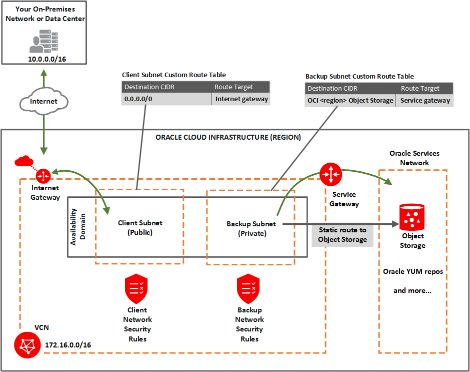 Your On-Premises
Network or Data Center
10.0.0.0/16
Internet
Client Subnet Custom Route Table
Destination CIDR Route Target
0.0.0.0/0 Internet gateway
Backup Subnet Custom Route Table
Destination CIDR Route Target
OCI <region> Object Storage Service gateway
ORACLE CLOUD INFRASTRUCTURE (REGION)
Internet
Gateway
Service
Gateway
Oracle Services
Network
Availability
Domain
Client Subnet
(Public)
Backup Subnet
(Private)
Static route to
Object Storage
Object
Storage
Oracle YUM repos
and more...
Client
Network
Security
Rules
Backup
Network
Security
Rules
VCN
172.16.0.0/16